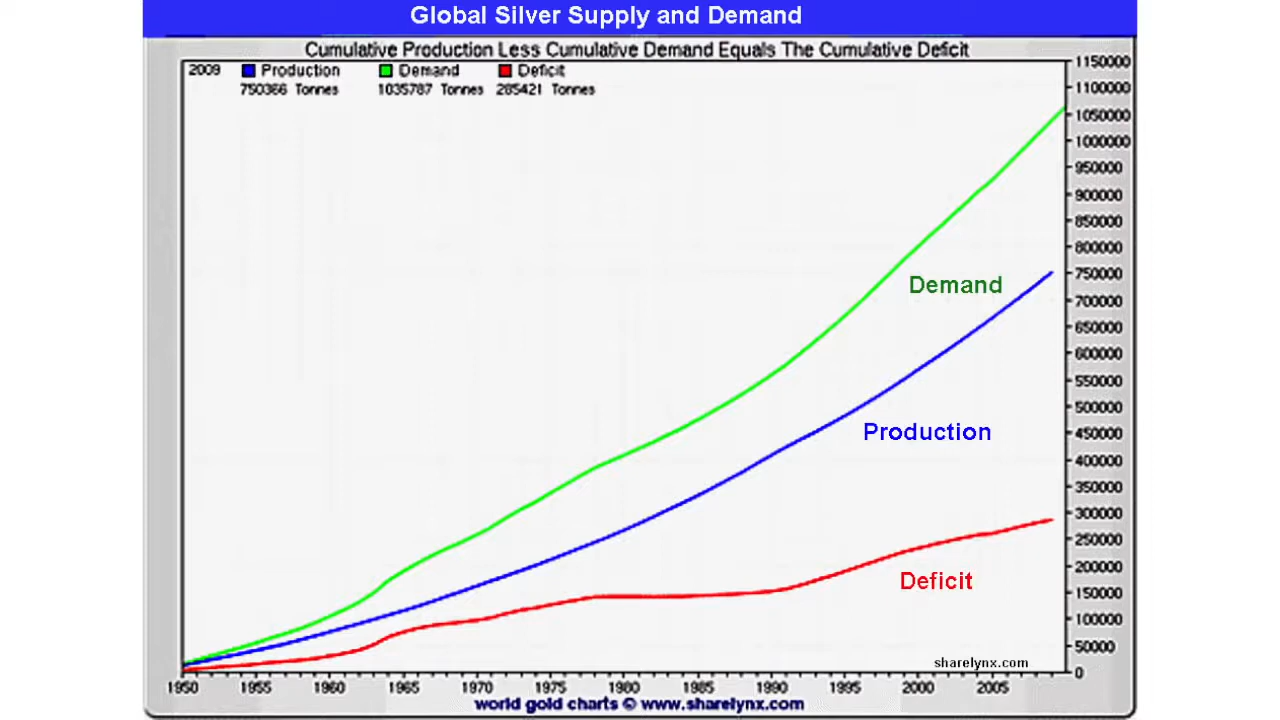 Global Silver Supply and Demand
Cumulative Production Less Cumulative Demand Equals The Cumulative Deficit
2009 Production Demand Deficit
750366 Tonnes 1035787 Tonnes 285421 Tonnes
1150000
1100000
1050000
1000000
950000
900000
850000
800000
750000
700000
650000
600000
550000
500000
450000
400000
350000
300000
250000
200000
150000
100000
50000
0
Demand
Production
Deficit
sharelynx.com
1950 1955 1960 1965 1970 1975 1980 1985 1990 1995 2000 2005
world gold charts © www.sharelynx.com